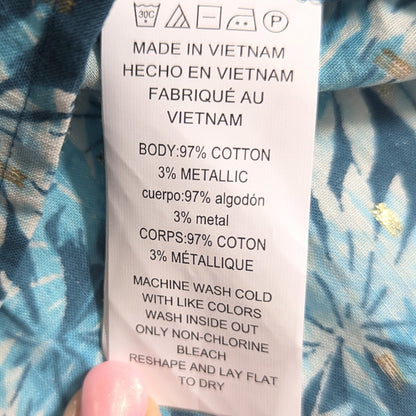 30C
P
MADE IN VIETNAM
HECHO EN VIETNAM
FABRIQUÉ AU
VIETNAM
BODY:97% COTTON
3% METALLIC
cuerpo:97% algodón
3% metal
CORPS:97% COTON
3% MÉTALLIQUE
MACHINE WASH COLD
WITH LIKE COLORS
WASH INSIDE OUT
ONLY NON-CHLORINE
BLEACH
RESHAPE AND LAY FLAT
TO DRY